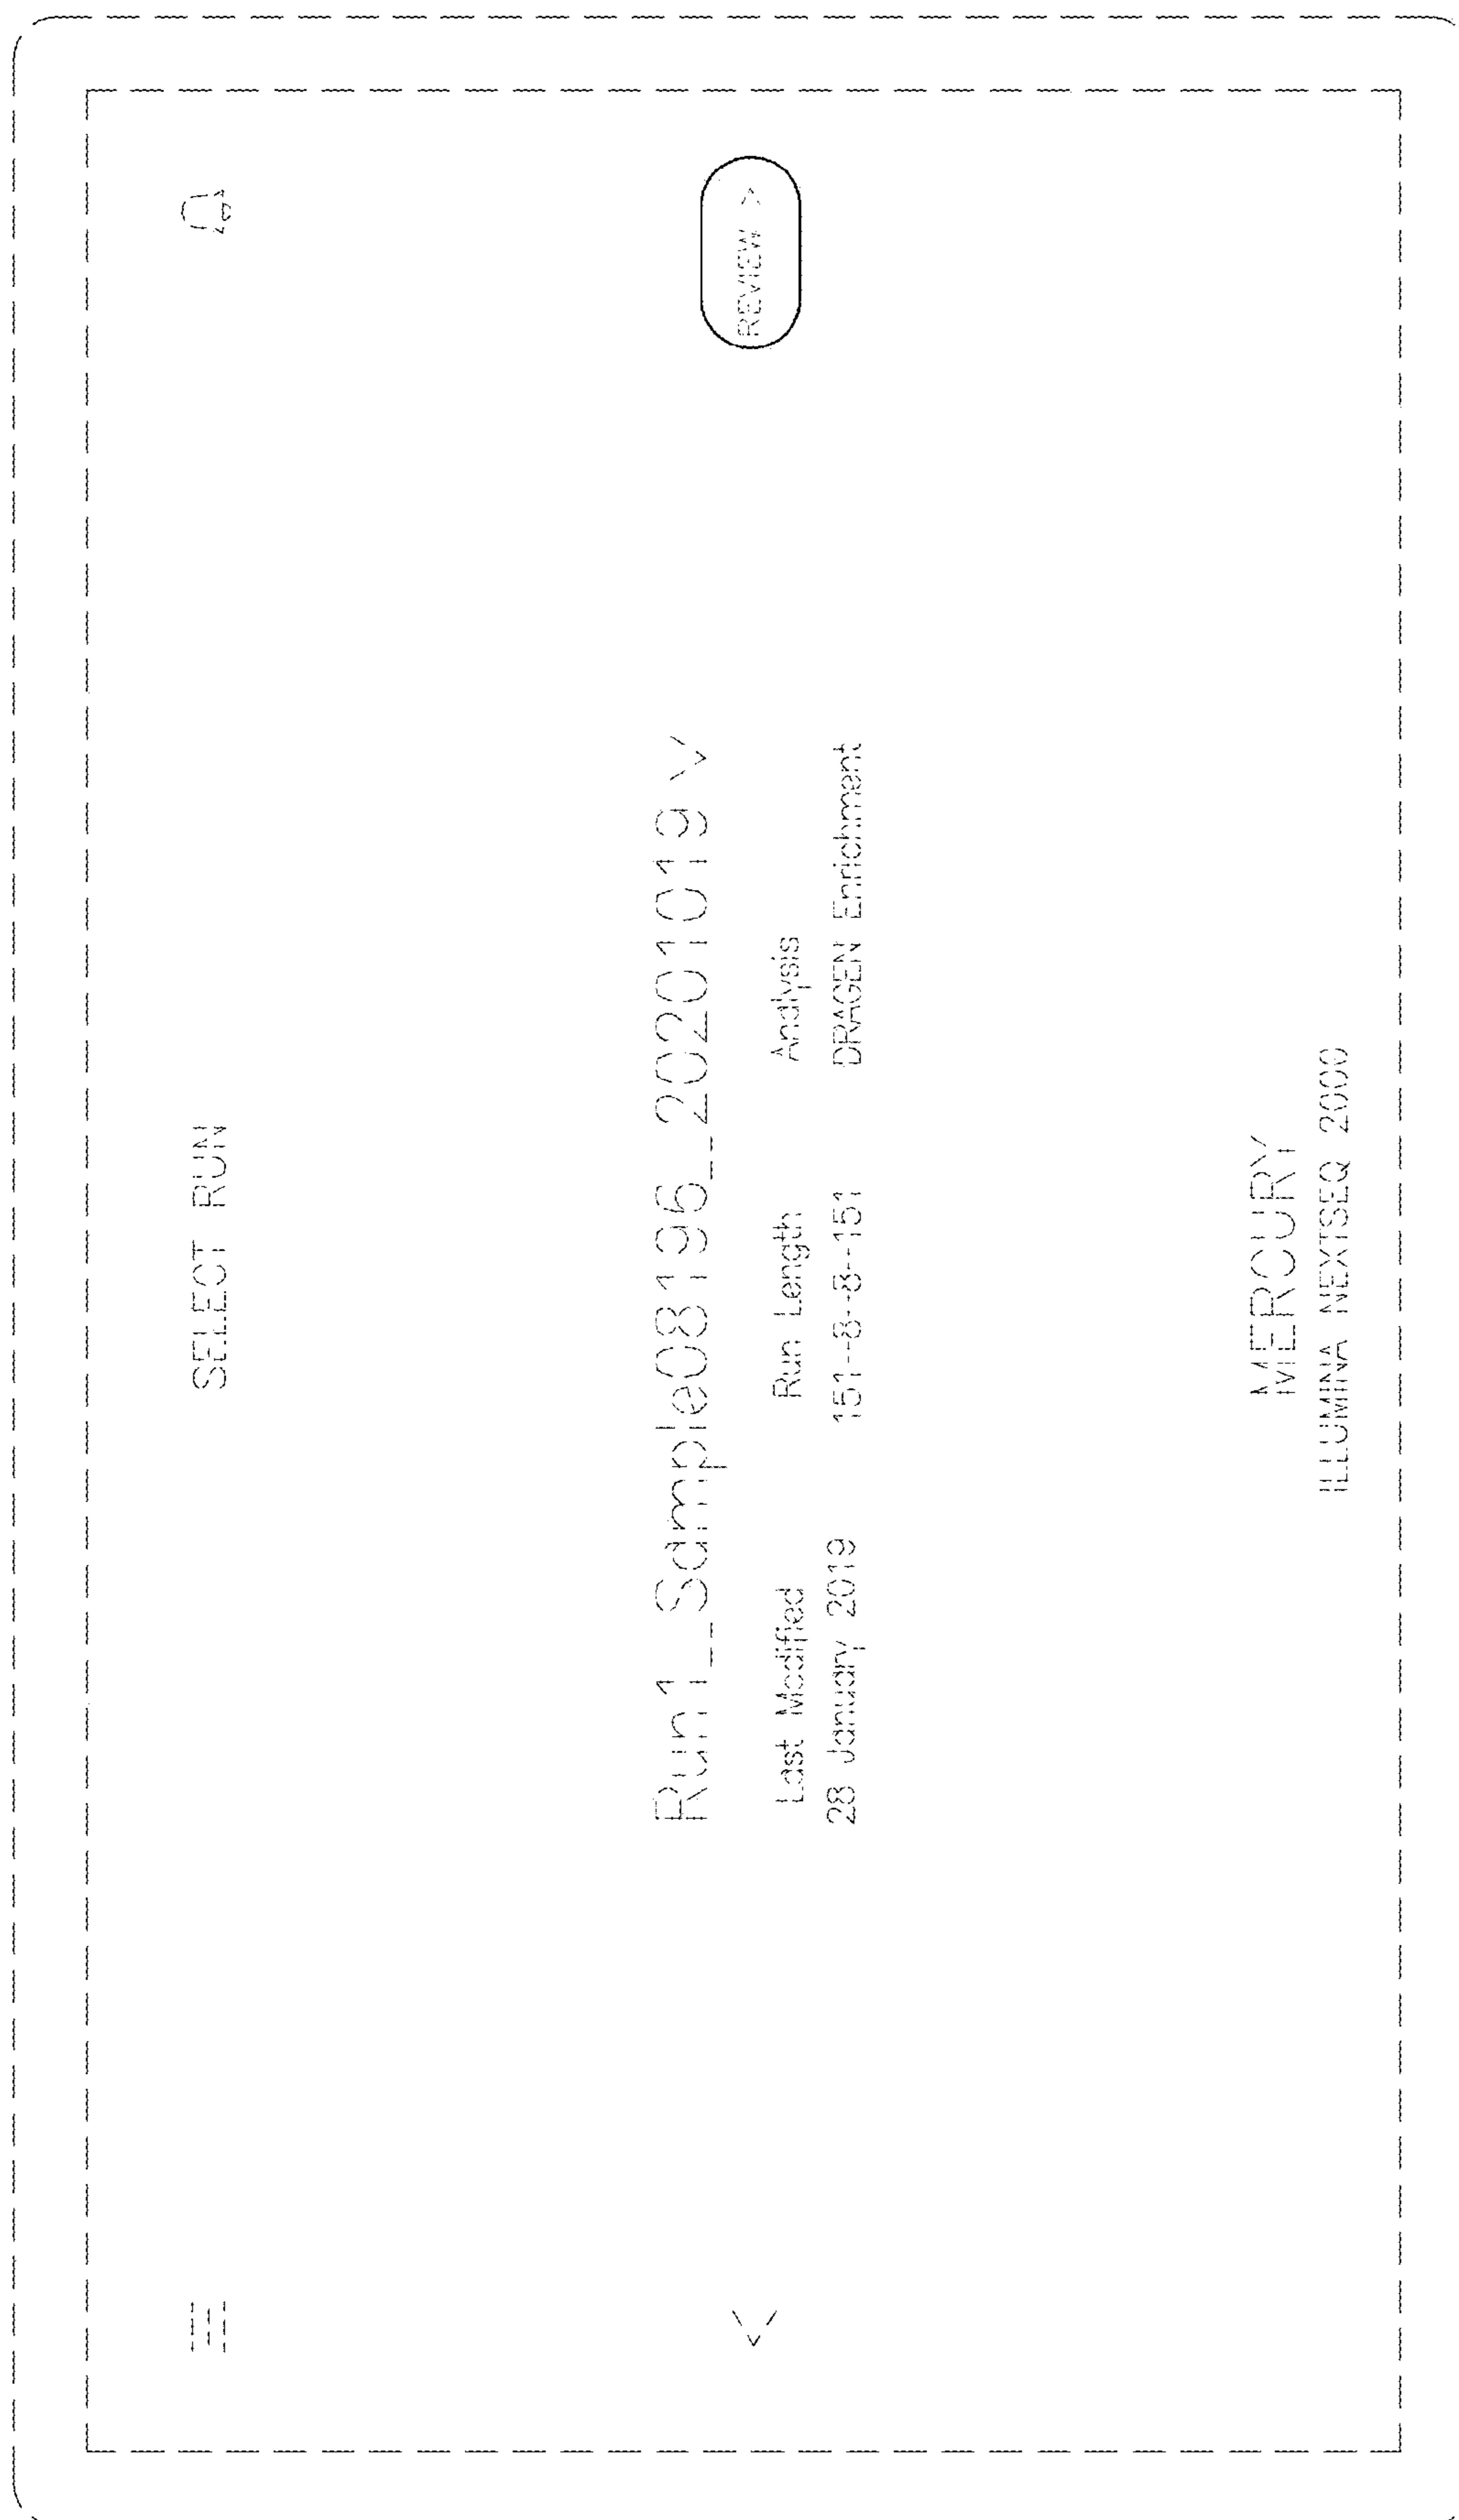 SELECT RUN
Run1_Sample08196_20201019
REVIEW >
Last Modified Run Length Analysis
28 January 2019 151-8-8-151 DRAGEN Enrichment
MERCURY
ILLUMINA NEXTSEQ 2000